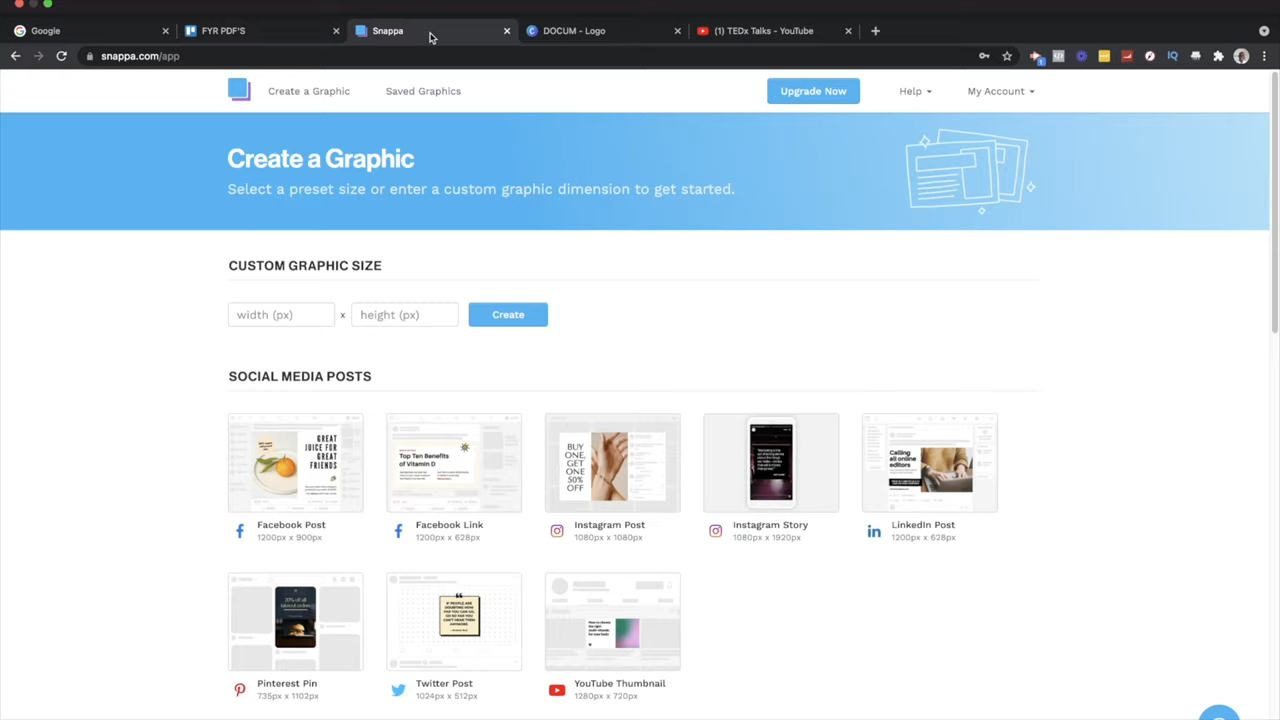 Google
FYR PDF'S
Snappa
DOCUM - Logo
(1) TEDx Talks - YouTube
snappa.com/app
Create a Graphic
Saved Graphics
Upgrade Now
Help
My Account
Create a Graphic
Select a preset size or enter a custom graphic dimension to get started.
CUSTOM GRAPHIC SIZE
width (px)
x
height (px)
Create
SOCIAL MEDIA POSTS
GREAT
JUICE FOR
GREAT
FRIENDS
Top Ten Benefits
of Vitamin D
BUY
ONE,
GET
ONE
50%
OFF
Calling
all online
editors
Facebook Post
1200px x 900px
Facebook Link
1200px x 628px
Instagram Post
1080px x 1080px
Instagram Story
1080px x 1920px
LinkedIn Post
1200px x 628px
Pinterest Pin
735px x 1102px
Twitter Post
1024px x 512px
YouTube Thumbnail
1280px x 720px